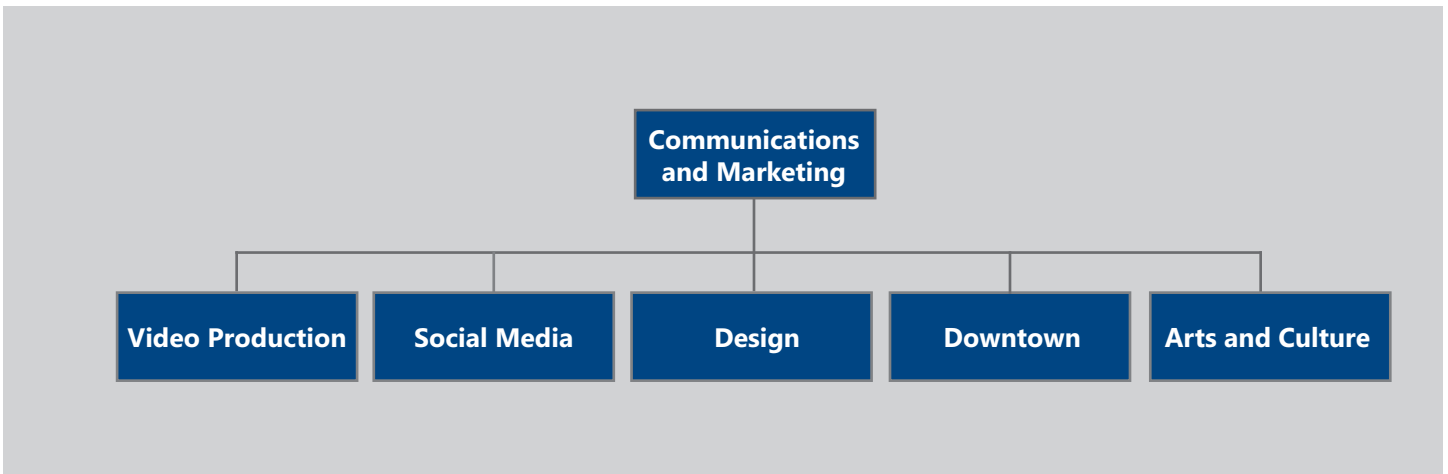 Communications
and Marketing
Video Production
Social Media
Design
Downtown
Arts and Culture